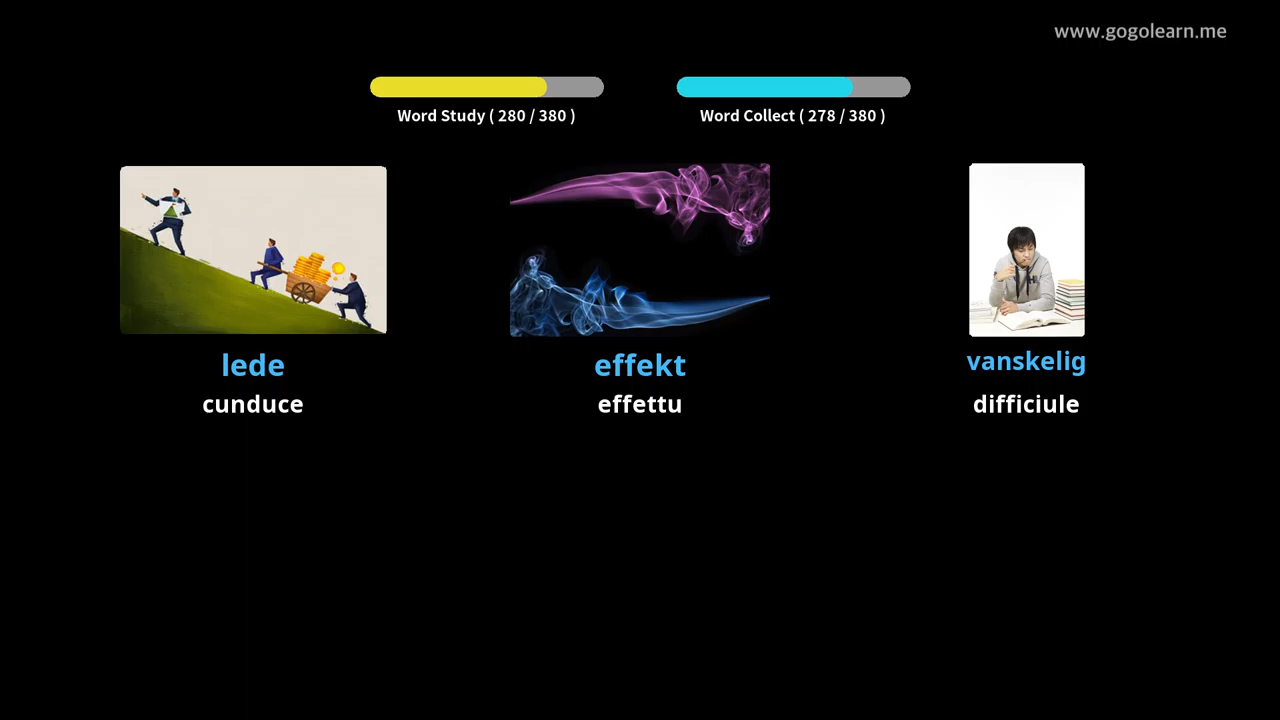 www.gogolearn.me
Word Study ( 280 / 380 )
Word Collect ( 278 / 380 )
lede
cunduce
effekt
effettu
vanskelig
difficiule